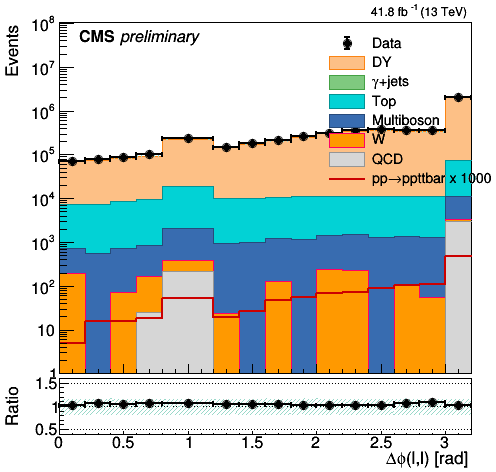 41.8 fb⁻¹ (13 TeV)
Events
CMS preliminary
10⁸
10⁷
10⁶
10⁵
10⁴
10³
10²
10
1
Data
DY
γ+jets
Top
Multiboson
W
QCD
pp→ppttbar x 1000
Ratio
1.5
1
0.5
0 0.5 1 1.5 2 2.5 3
Δϕ(l,l) [rad]